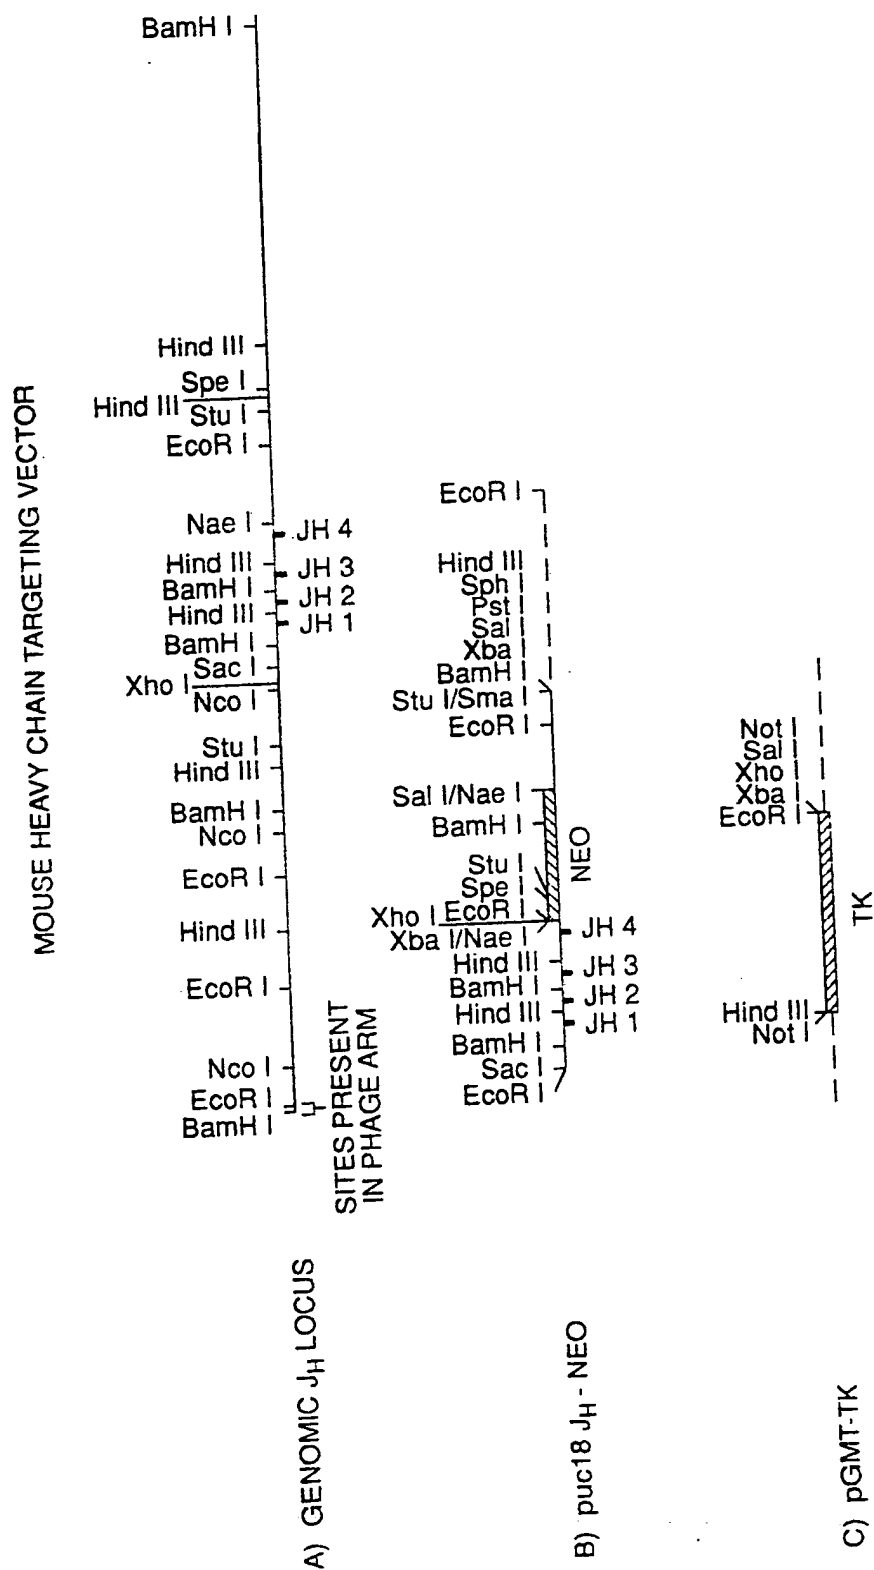 MOUSE HEAVY CHAIN TARGETING VECTOR
BamH I
Hind III
Spe I
Hind III
Stu I
EcoR I
Nae I
JH 4
Hind III
JH 3
BamH I
JH 2
Hind III
JH 1
BamH I
Sac I
Xho I
Nco I
Stu I
Hind III
BamH I
Nco I
EcoR I
Hind III
EcoR I
Nco I
EcoR I
BamH I
SITES PRESENT
IN PHAGE ARM
A) GENOMIC JH LOCUS
EcoR I
Hind III
Sph I
Pst I
Sal I
Xba I
BamH I
Stu I/Sma I
EcoR I
Sal I/Nae I
BamH I
NEO
Stu I
Spe I
EcoR I
Xho I
Xba I/Nae I
JH 4
Hind III
JH 3
BamH I
JH 2
Hind III
JH 1
BamH I
Sac I
EcoR I
B) puc18 JH - NEO
Not I
Sal I
Xho I
Xba I
EcoR I
TK
Hind III
Not I
C) pGMT-TK